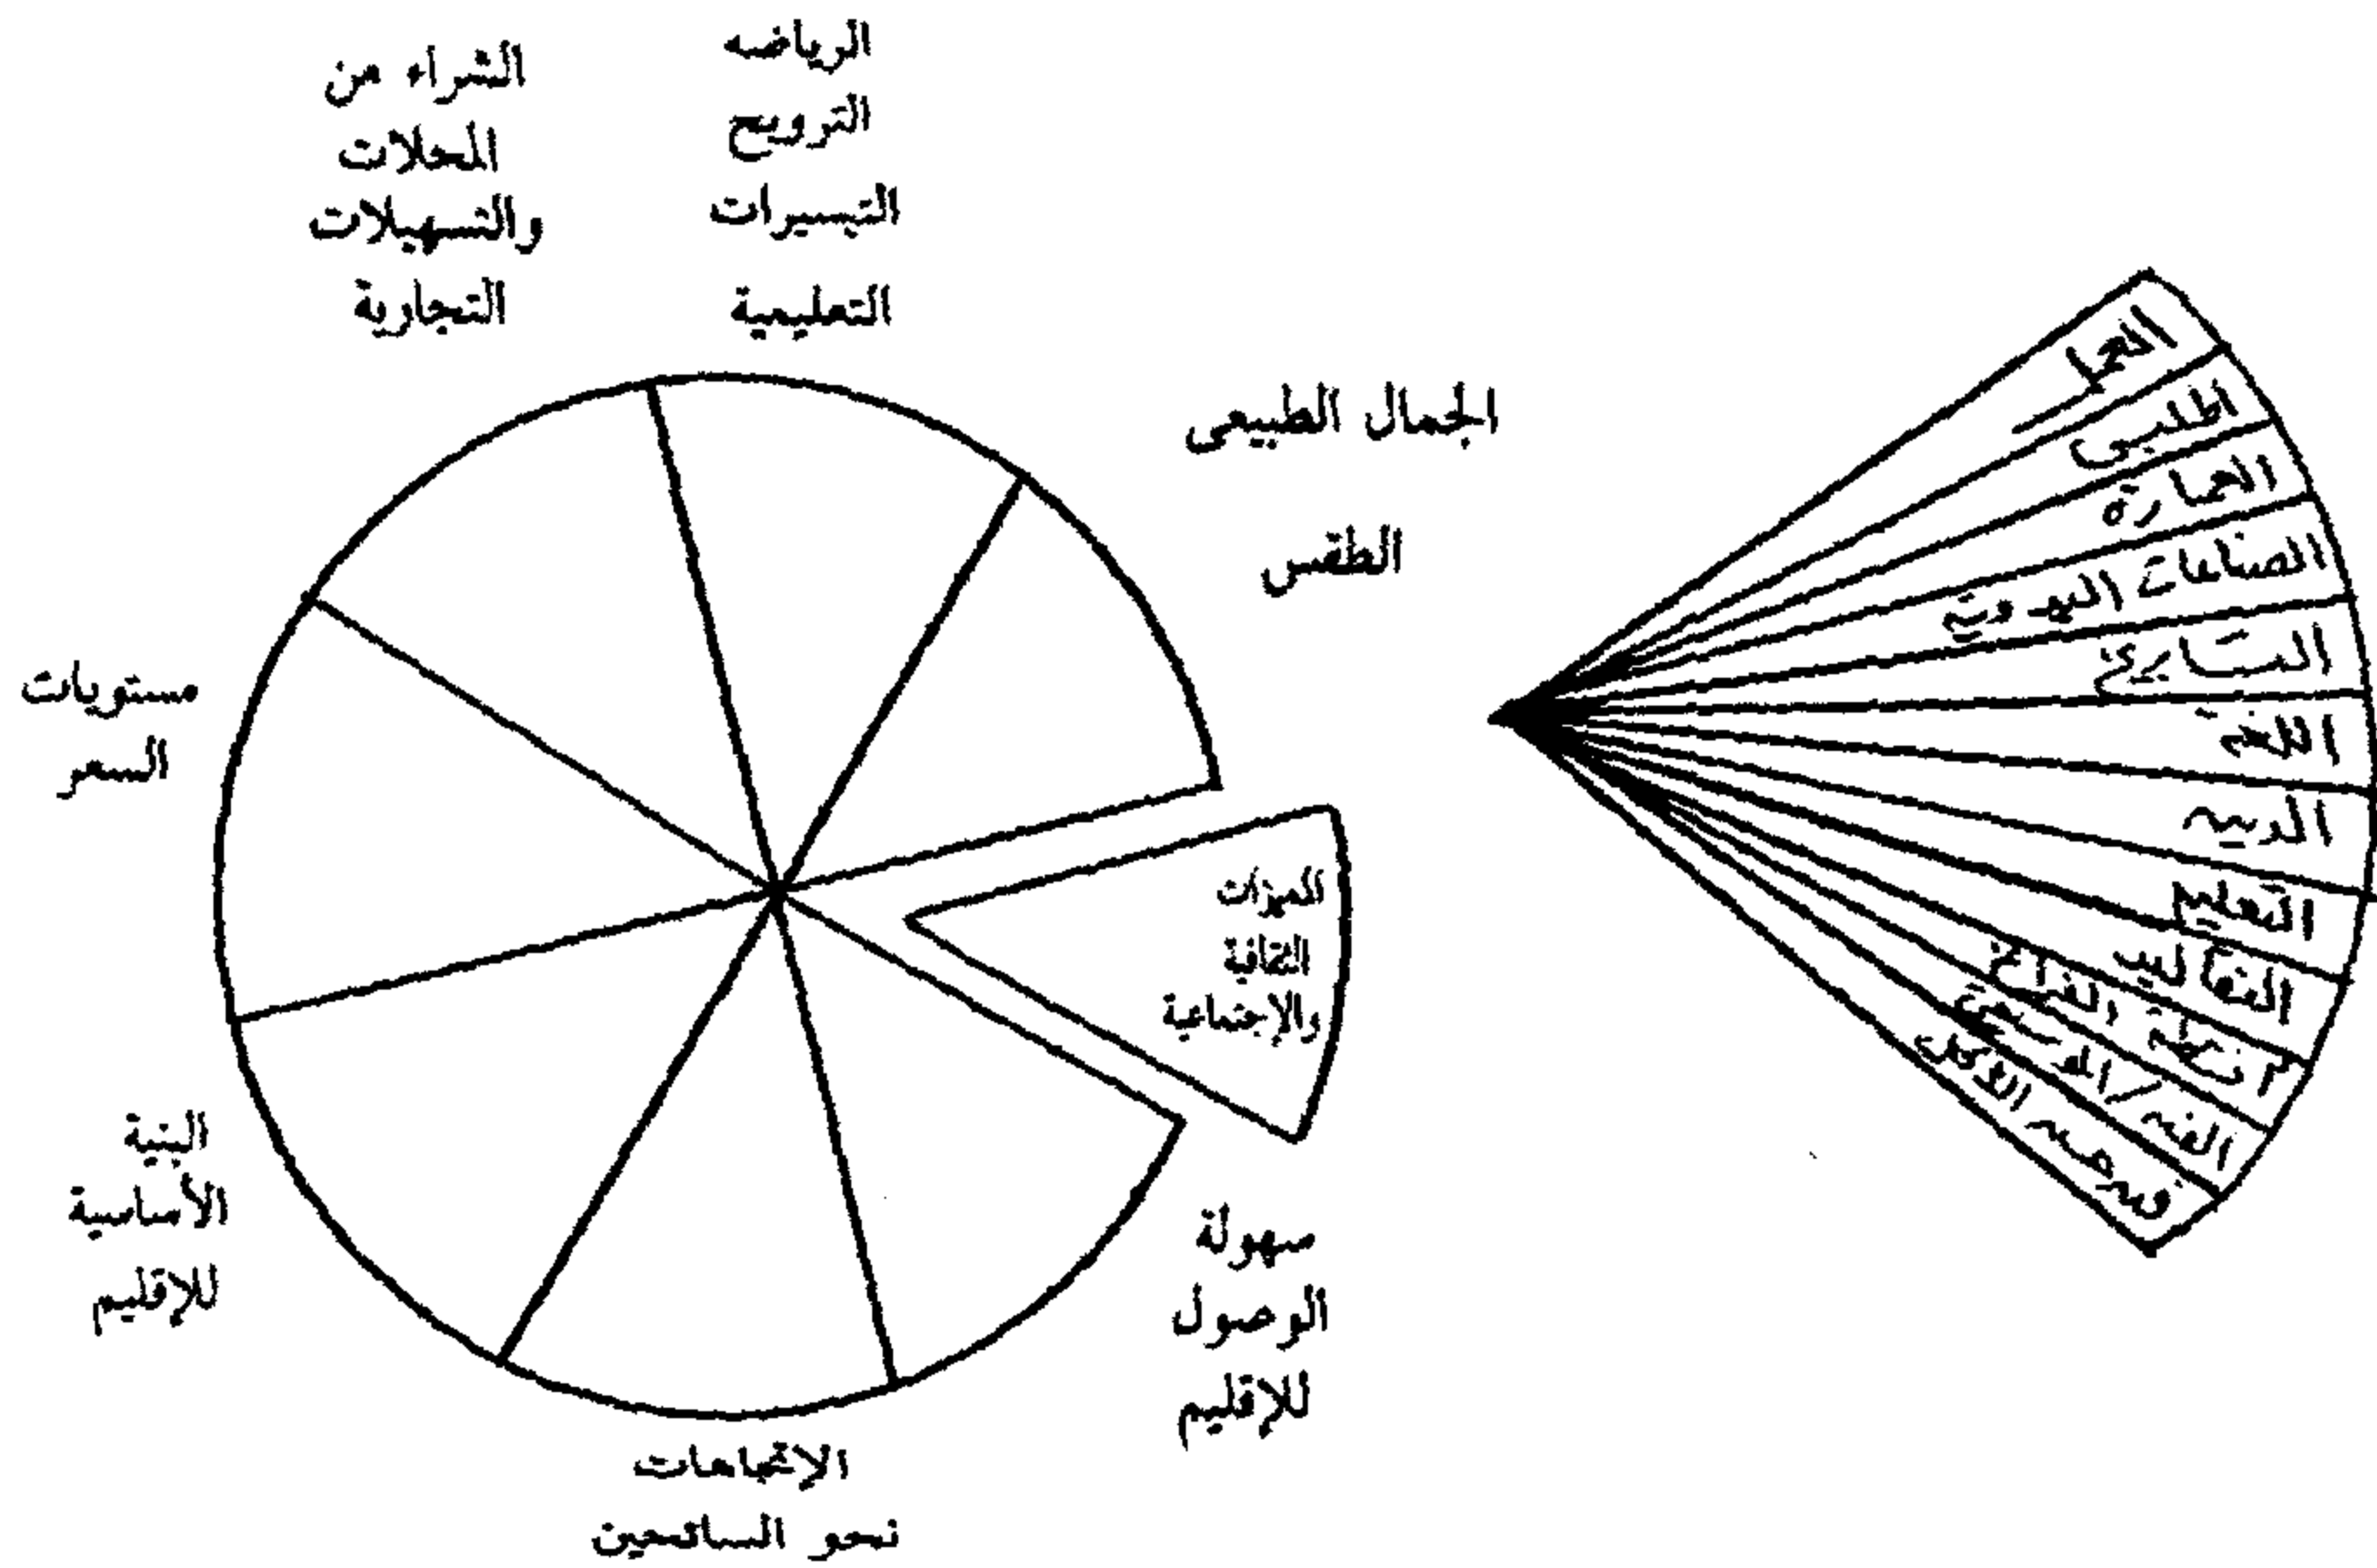 الرياضه
الترويح
التيسيرات
التعليمية
الشراء من
المحلات
والتسهيلات
التجارية
الجمال الطبيعى
الطقس
مستويات
السعر
المميزات
الثقافية
والإجتماعية
البنية
الأساسية
للإقليم
سهولة
الوصول
للإقليم
الإتجاهات
نحو السائحين
العمل
العمارة
الصناعات اليدوية
التاريخ
اللغة
الدين
التعليم
التقاليد
أنشطة الفراغ
الفن / الموسيقى